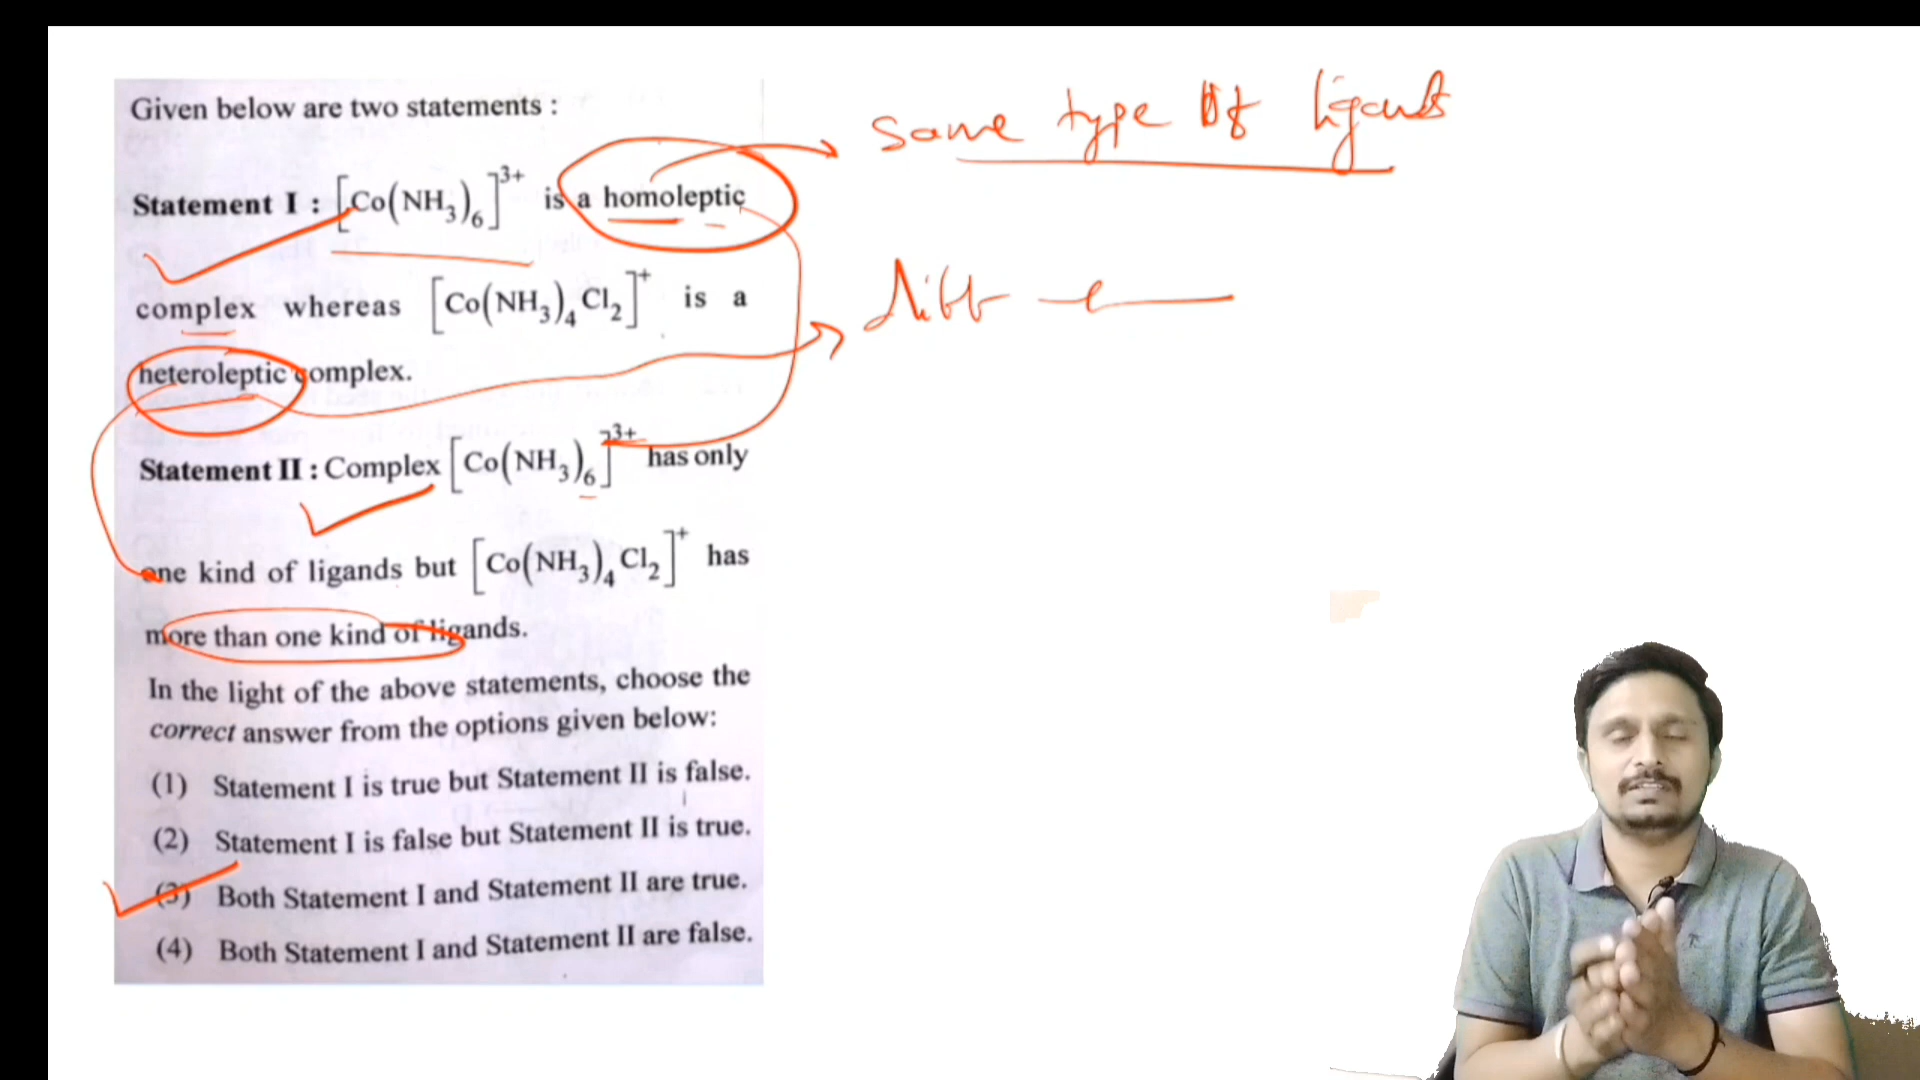 Given below are two statements :
Statement I : [Co(NH₃)₆]³⁺ is a homoleptic
complex whereas [Co(NH₃)₄Cl₂]⁺ is a
heteroleptic complex.
Statement II : Complex [Co(NH₃)₆]³⁺ has only
one kind of ligands but [Co(NH₃)₄Cl₂]⁺ has
more than one kind of ligands.
In the light of the above statements, choose the
correct answer from the options given below:
(1) Statement I is true but Statement II is false.
(2) Statement I is false but Statement II is true.
(3) Both Statement I and Statement II are true.
(4) Both Statement I and Statement II are false.
Same type of ligands
diff